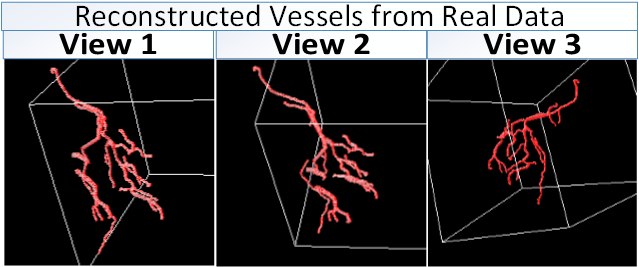 Reconstructed Vessels from Real Data
View 1
View 2
View 3